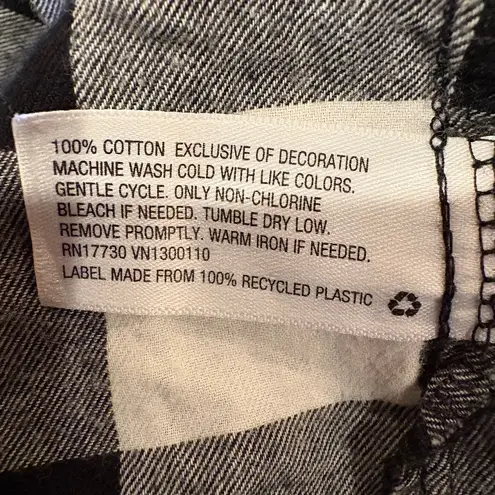 100% COTTON EXCLUSIVE OF DECORATION
MACHINE WASH COLD WITH LIKE COLORS.
GENTLE CYCLE. ONLY NON-CHLORINE
BLEACH IF NEEDED. TUMBLE DRY LOW.
REMOVE PROMPTLY. WARM IRON IF NEEDED.
RN17730 VN1300110
LABEL MADE FROM 100% RECYCLED PLASTIC